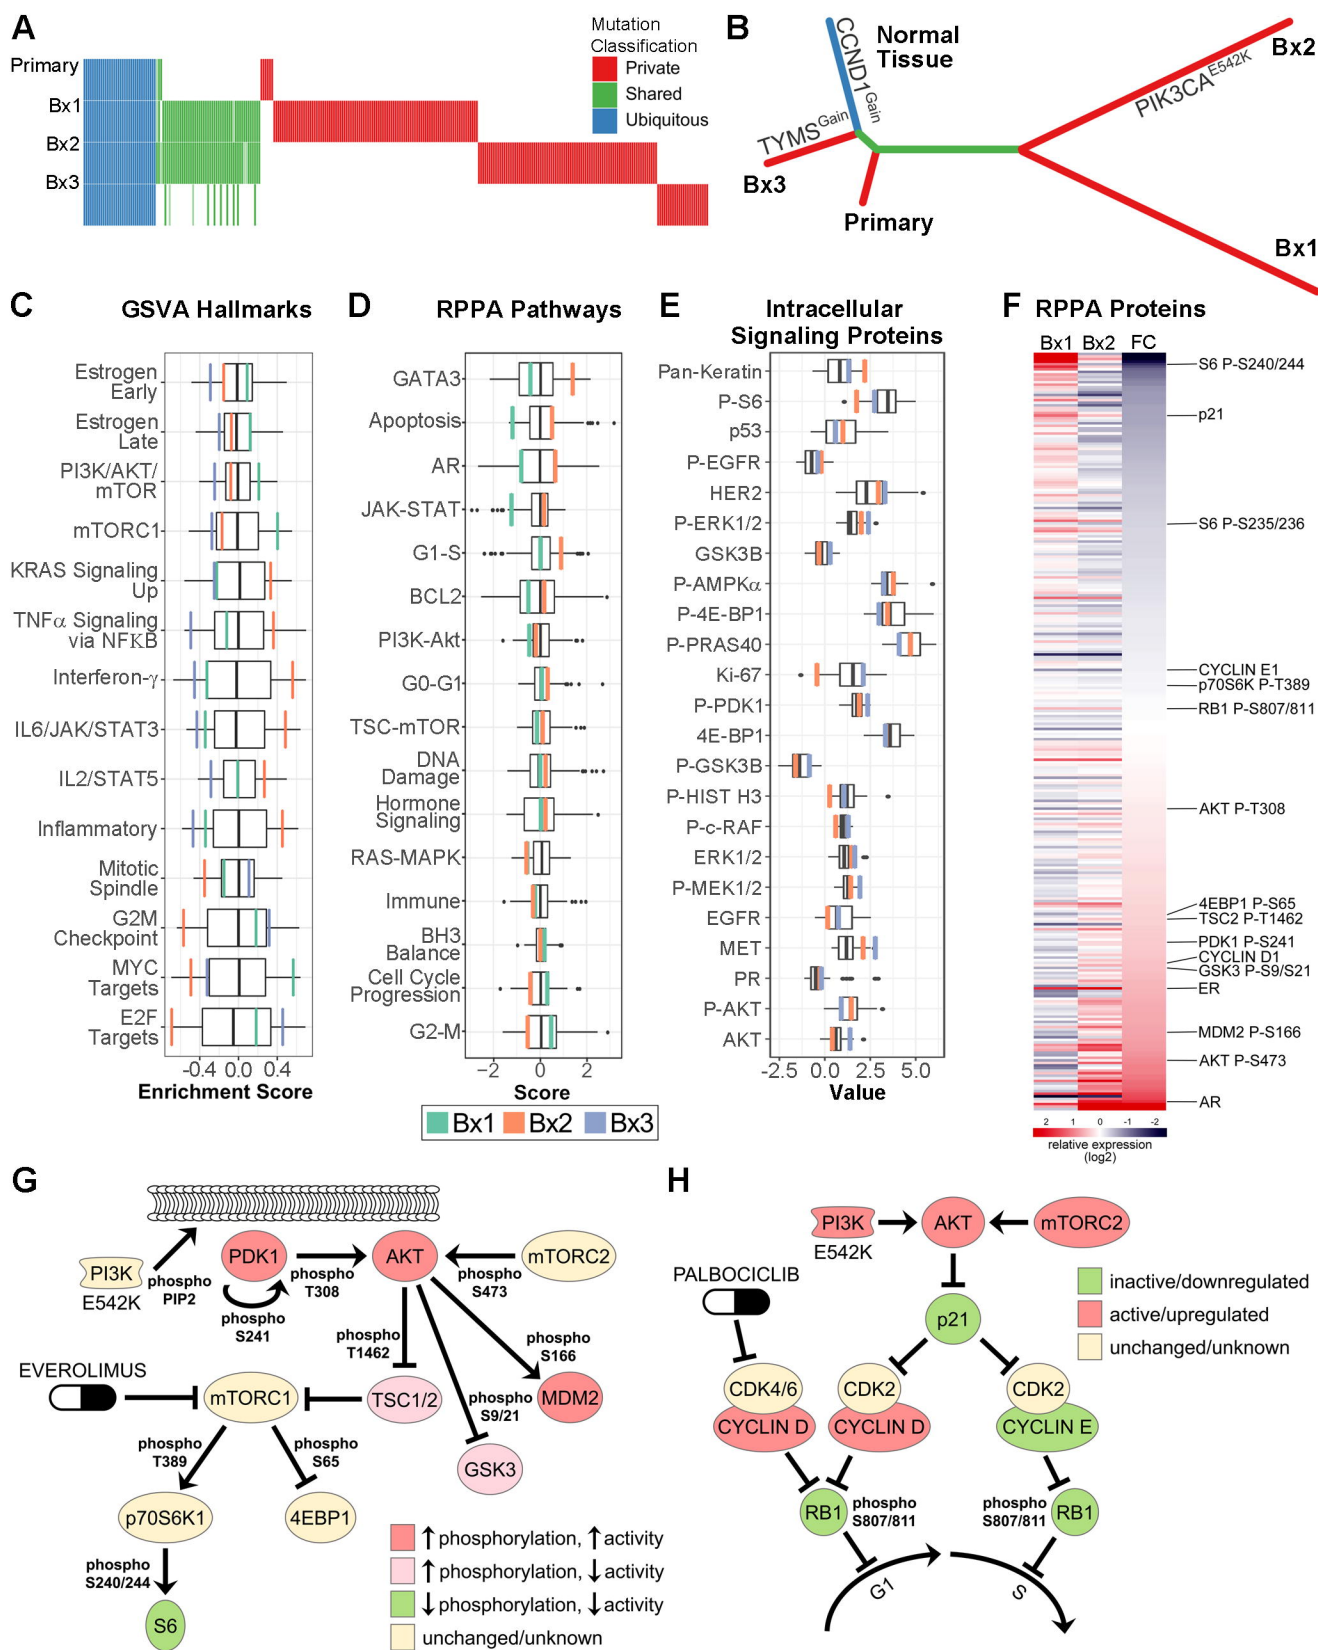 A
Mutation
Classification
Private
Shared
Ubiquitous
Primary
Bx1
Bx2
Bx3
B
Normal
Tissue
CCND1Gain
TYMSGain
PIK3CAE542K
Bx2
Bx3
Primary
Bx1
C
GSVA Hallmarks
Estrogen
Early
Estrogen
Late
PI3K/AKT/
mTOR
mTORC1
KRAS Signaling
Up
TNFα Signaling
via NFKB
Interferon-γ
IL6/JAK/STAT3
IL2/STAT5
Inflammatory
Mitotic
Spindle
G2M
Checkpoint
MYC
Targets
E2F
Targets
-0.4 0.0 0.4
Enrichment Score
D
RPPA Pathways
GATA3
Apoptosis
AR
JAK-STAT
G1-S
BCL2
PI3K-Akt
G0-G1
TSC-mTOR
DNA
Damage
Hormone
Signaling
RAS-MAPK
Immune
BH3
Balance
Cell Cycle
Progression
G2-M
−2 0 2
Score
Bx1 Bx2 Bx3
E
Intracellular
Signaling Proteins
Pan-Keratin
P-S6
p53
P-EGFR
HER2
P-ERK1/2
GSK3B
P-AMPKα
P-4E-BP1
P-PRAS40
Ki-67
P-PDK1
4E-BP1
P-GSK3B
P-HIST H3
P-c-RAF
ERK1/2
P-MEK1/2
EGFR
MET
PR
P-AKT
AKT
-2.5 0.0 2.5 5.0
Value
F
RPPA Proteins
Bx1 Bx2 FC
S6 P-S240/244
p21
S6 P-S235/236
CYCLIN E1
p70S6K P-T389
RB1 P-S807/811
AKT P-T308
4EBP1 P-S65
TSC2 P-T1462
PDK1 P-S241
CYCLIN D1
GSK3 P-S9/S21
ER
MDM2 P-S166
AKT P-S473
AR
2 1 0 -1 -2
relative expression
(log2)
G
PI3K
E542K
phospho
PIP2
PDK1
phospho
S241
phospho
T308
AKT
phospho
S473
mTORC2
phospho
T1462
phospho
S166
EVEROLIMUS
mTORC1
TSC1/2
phospho
S9/21
MDM2
phospho
T389
phospho
S65
GSK3
p70S6K1
4EBP1
phospho
S240/244
S6
↑phosphorylation, ↑activity
↑phosphorylation, ↓activity
↓phosphorylation, ↓activity
unchanged/unknown
H
PI3K
E542K
AKT
mTORC2
PALBOCICLIB
p21
inactive/downregulated
active/upregulated
unchanged/unknown
CDK4/6
CYCLIN D
CDK2
CYCLIN D
CDK2
CYCLIN E
RB1
phospho
S807/811
phospho
S807/811
RB1
G1
S